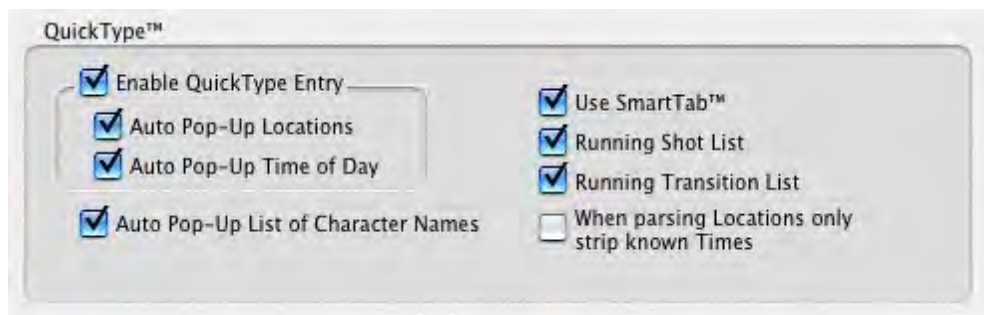 QuickType™
Enable QuickType Entry
Auto Pop-Up Locations
Auto Pop-Up Time of Day
Auto Pop-Up List of Character Names
Use SmartTab™
Running Shot List
Running Transition List
When parsing Locations only
strip known Times